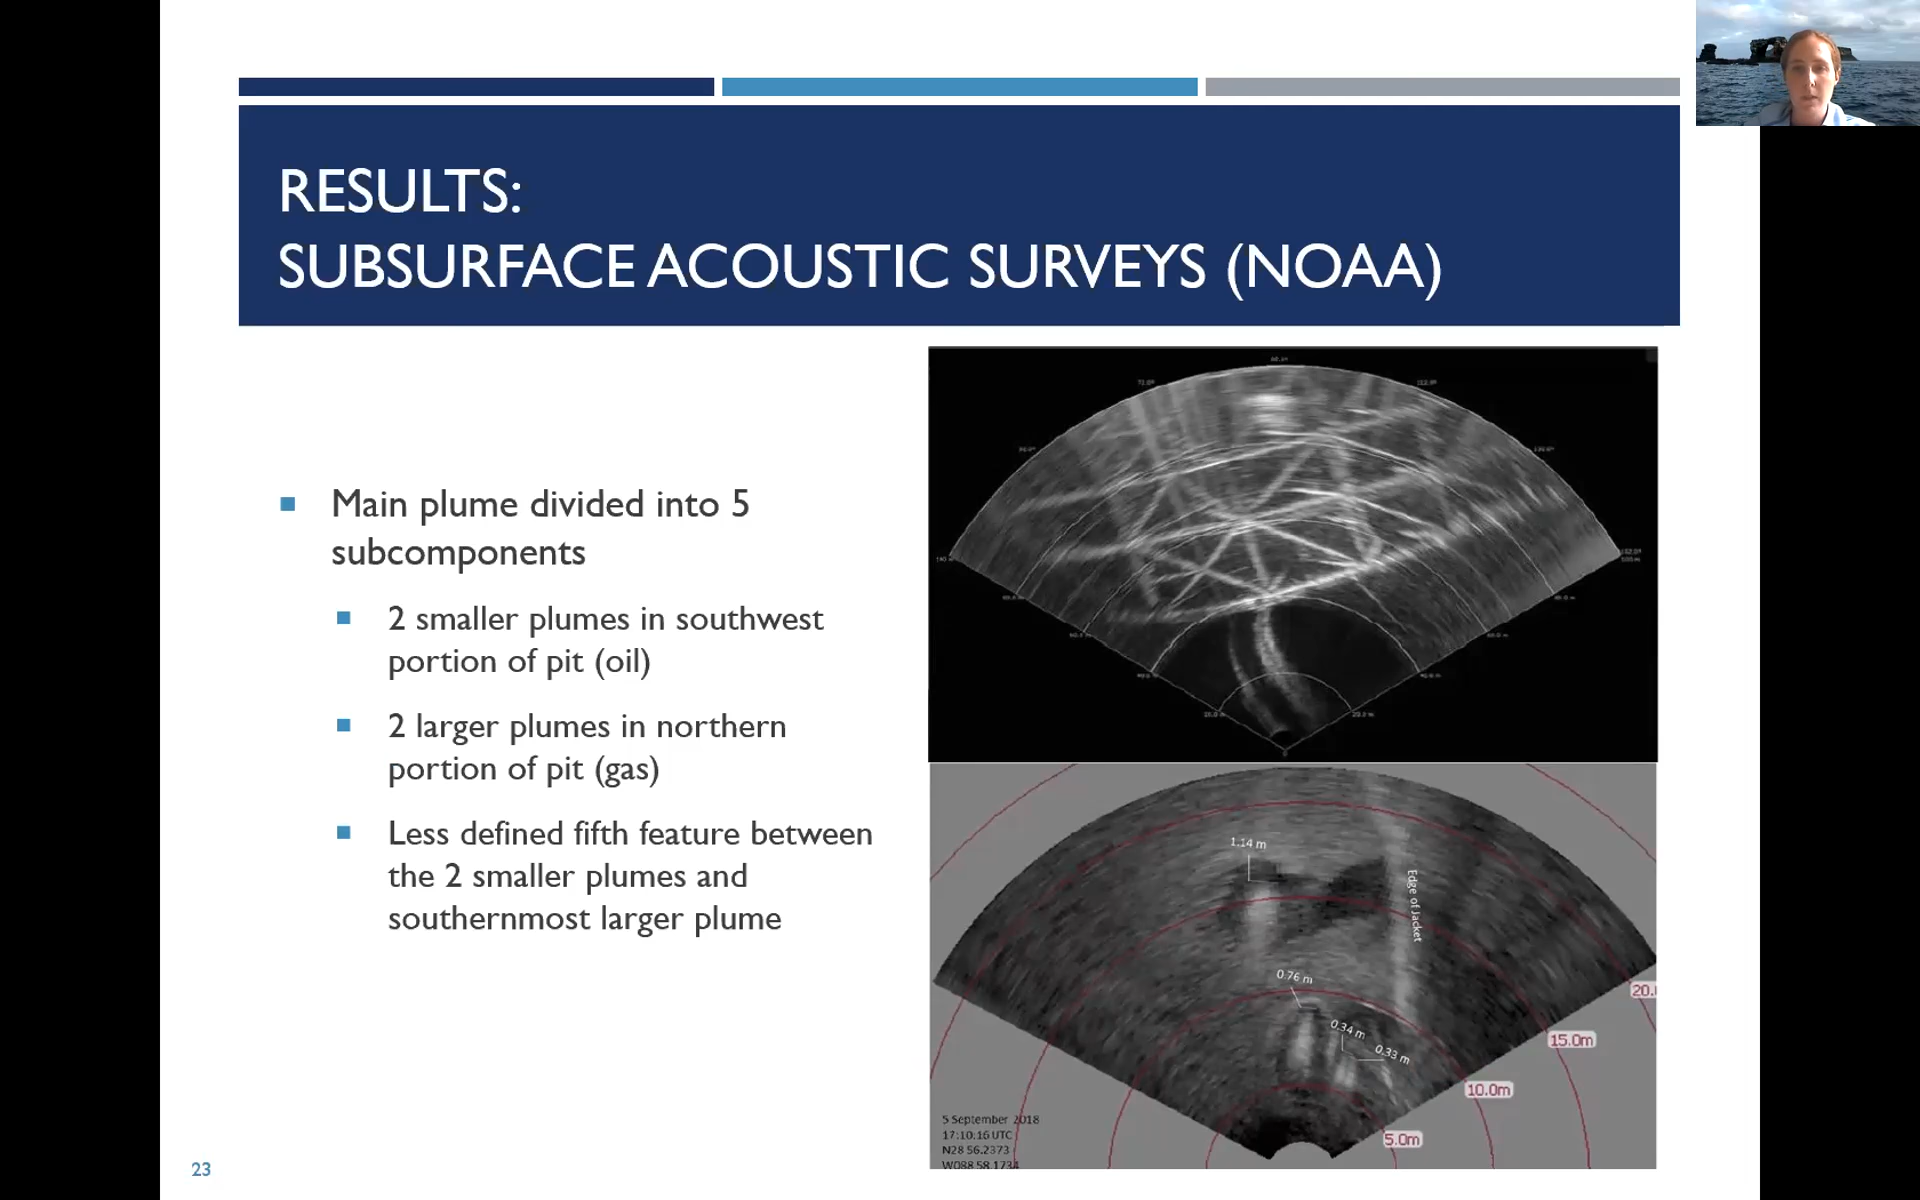 RESULTS:
SUBSURFACE ACOUSTIC SURVEYS (NOAA)
Main plume divided into 5
subcomponents
2 smaller plumes in southwest
portion of pit (oil)
2 larger plumes in northern
portion of pit (gas)
Less defined fifth feature between
the 2 smaller plumes and
southernmost larger plume
1.14 m
Edge of Jacket
0.76 m
0.34 m
0.33 m
20.
15.0m
10.0m
5.0m
5 September 2018
17:10:16 UTC
N28 56.2373
W088 58.1734
23